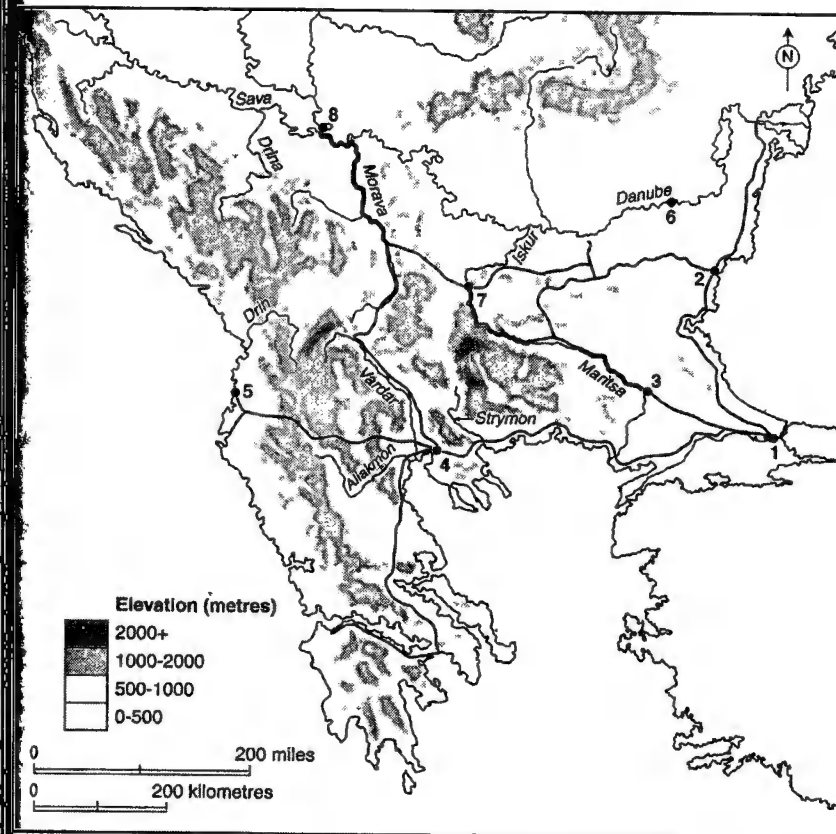 N
Sava
8
Drina
Morava
Danube
6
Iskur
2
7
Drin
Maritsa
3
Vardar
5
Strymon
1
4
Aliakmon
Elevation (metres)
2000+
1000-2000
500-1000
0-500
0 200 miles
0 200 kilometres